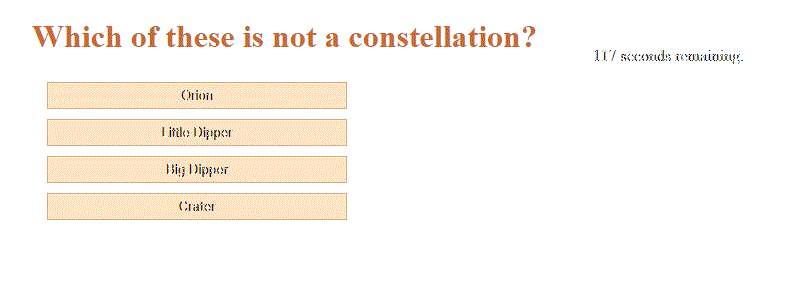 Which of these is not a constellation?
117 seconds remaining.
Orion
Little Dipper
Big Dipper
Crater